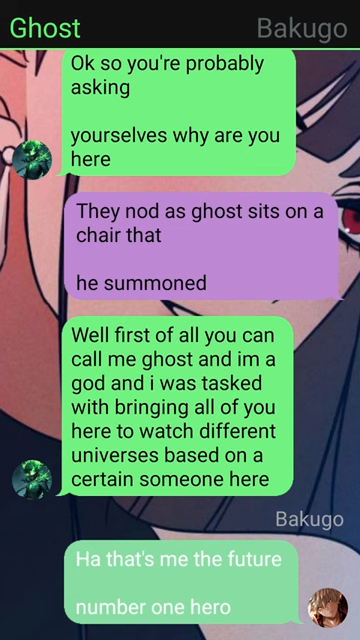 Ghost Bakugo
Ok so you're probably
asking
yourselves why are you
here
They nod as ghost sits on a
chair that
he summoned
Well first of all you can
call me ghost and im a
god and i was tasked
with bringing all of you
here to watch different
universes based on a
certain someone here
Bakugo
Ha that's me the future
number one hero